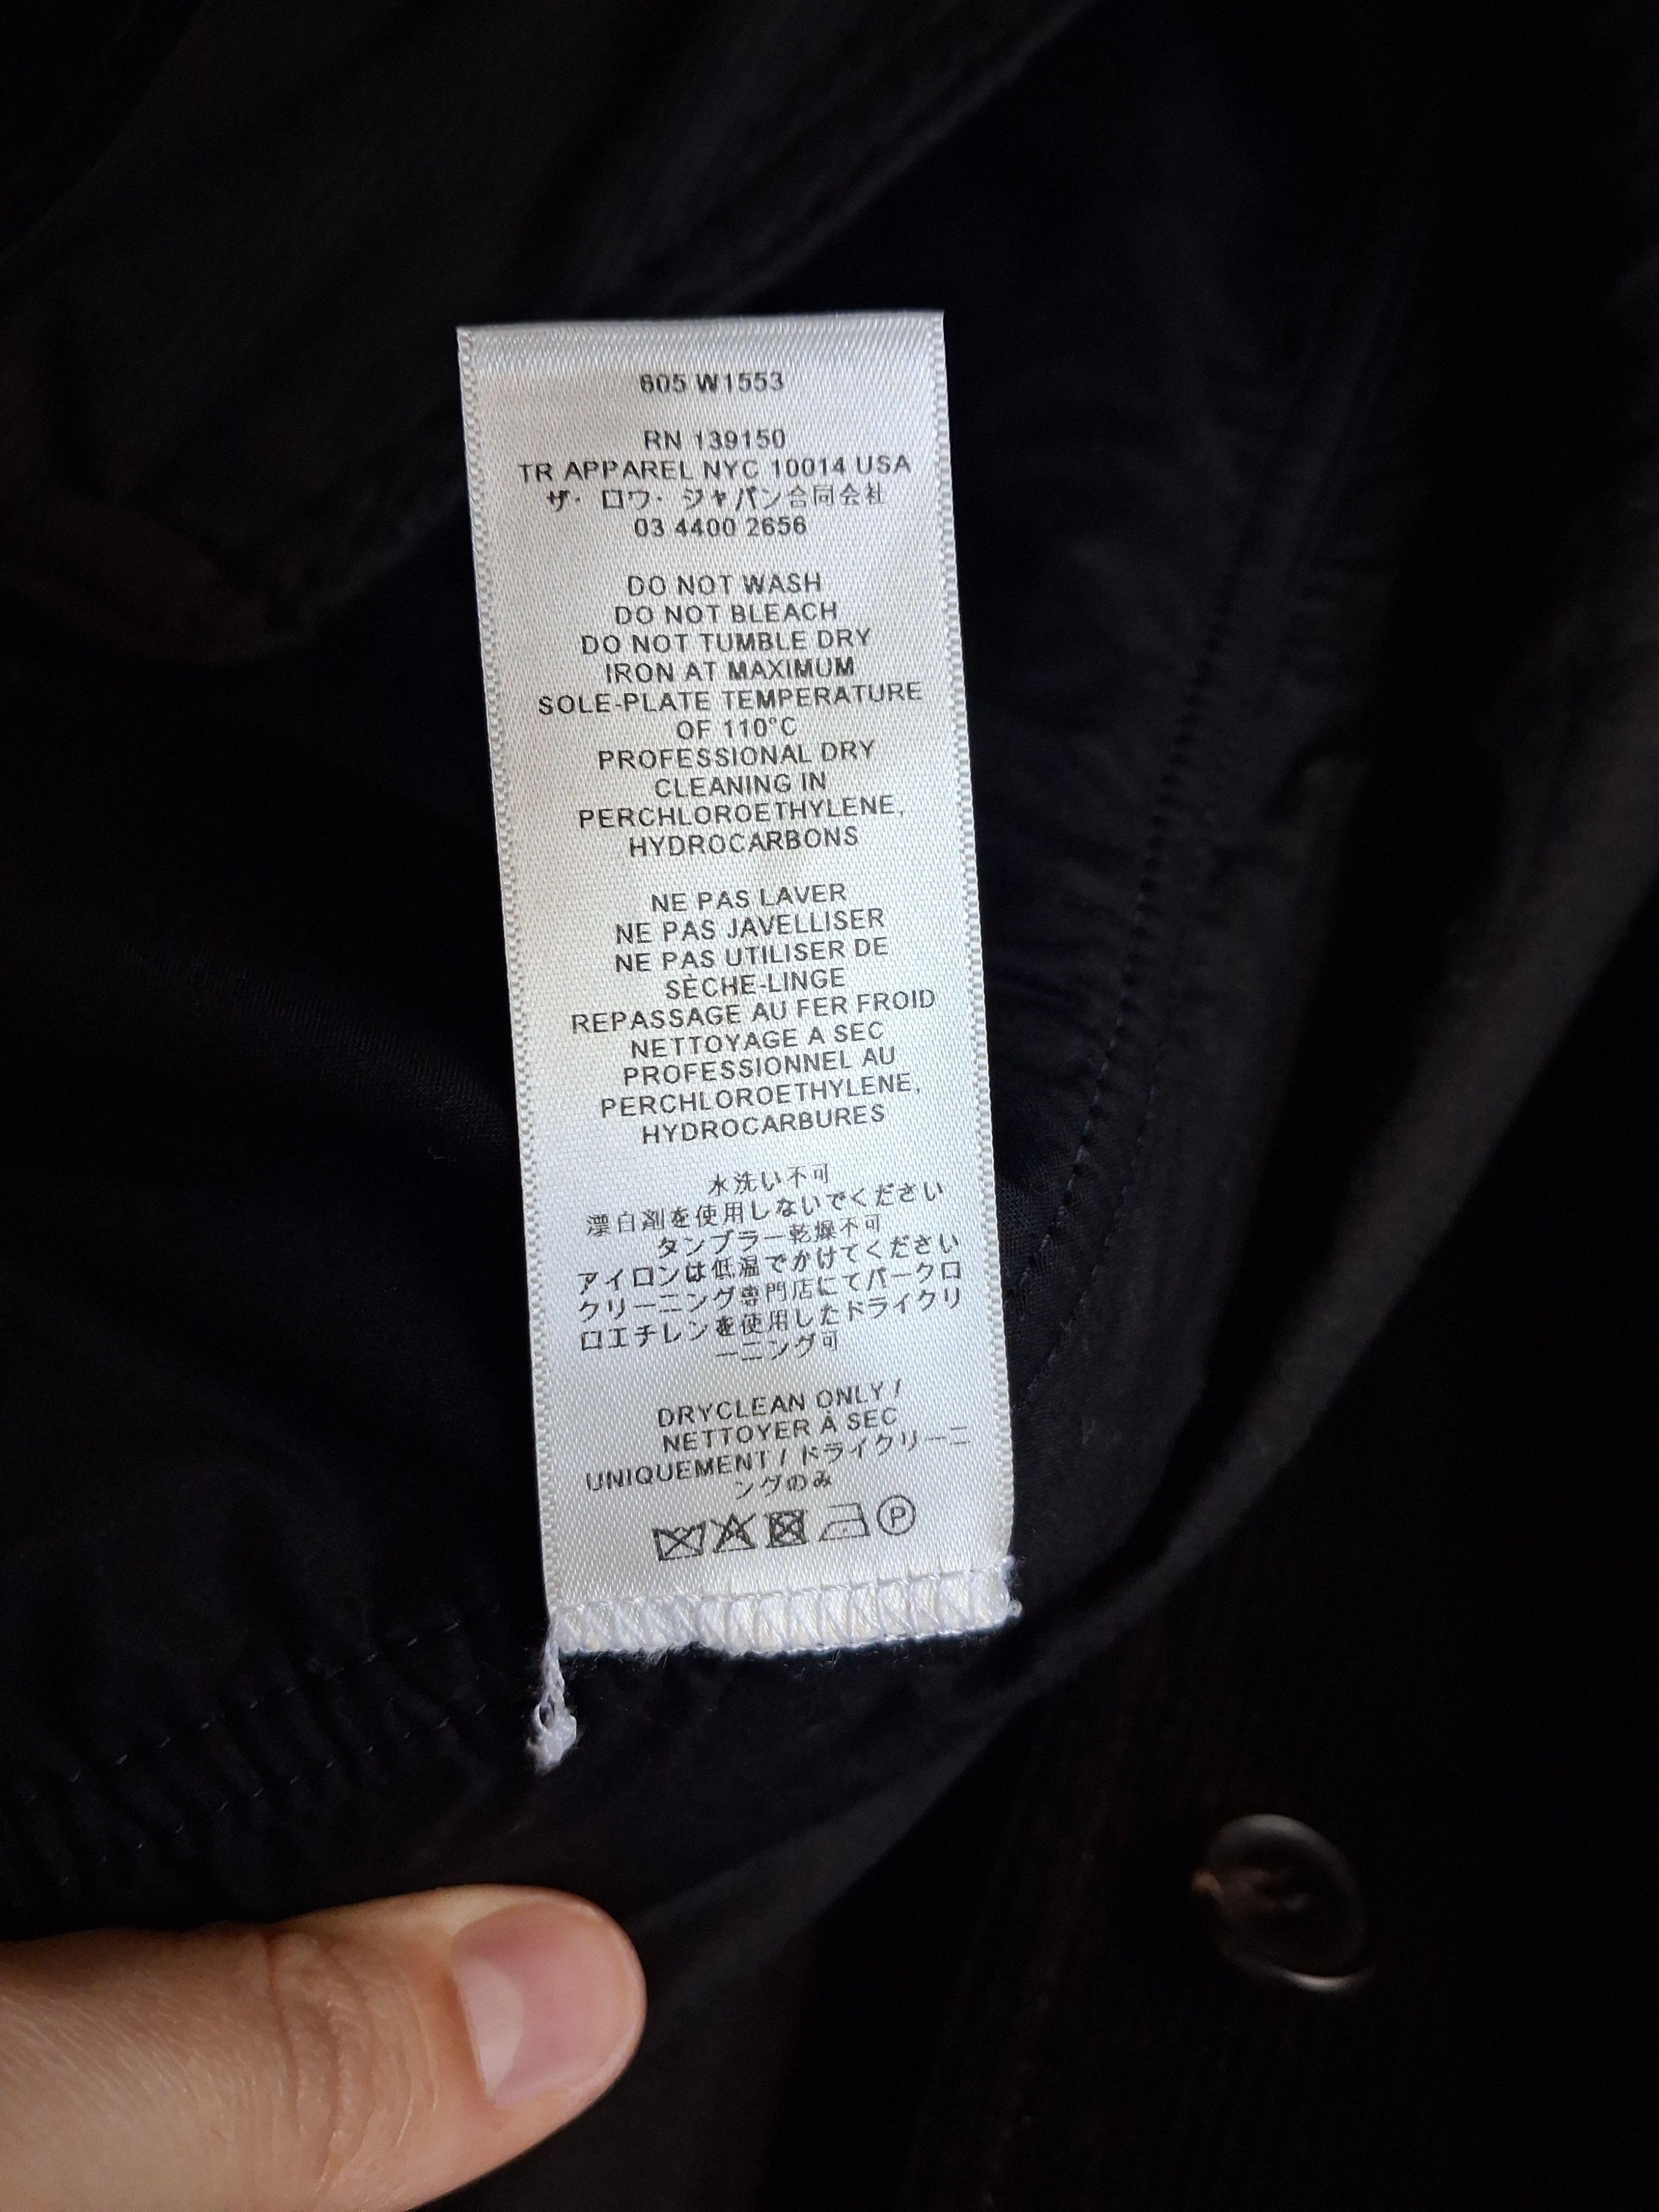 605 W1553
RN 139150
TR APPAREL NYC 10014 USA
ザ・ロウ・ジャパン合同会社
03 4400 2656
DO NOT WASH
DO NOT BLEACH
DO NOT TUMBLE DRY
IRON AT MAXIMUM
SOLE-PLATE TEMPERATURE
OF 110°C
PROFESSIONAL DRY
CLEANING IN
PERCHLOROETHYLENE,
HYDROCARBONS
NE PAS LAVER
NE PAS JAVELLISER
NE PAS UTILISER DE
SÈCHE-LINGE
REPASSAGE AU FER FROID
NETTOYAGE A SEC
PROFESSIONNEL AU
PERCHLOROETHYLENE,
HYDROCARBURES
水洗い不可
漂白剤を使用しないでください
タンブラー乾燥不可
アイロンは低温でかけてください
クリーニング専門店にてパークロ
ロエチレンを使用したドライクリ
ーニング可
DRYCLEAN ONLY /
NETTOYER À SEC
UNIQUEMENT / ドライクリーニ
ングのみ
P